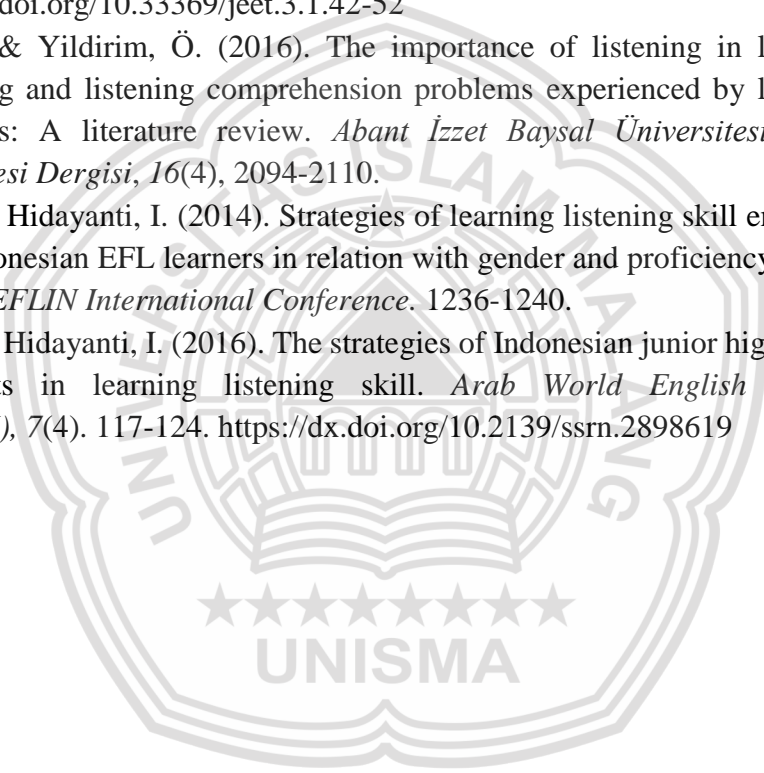 doi.org/10.33369/jeet.3.1.42-52
& Yildirim, Ö. (2016). The importance of listening in l
g and listening comprehension problems experienced by l
s: A literature review. Abant İzzet Baysal Üniversitesi
esi Dergisi, 16(4), 2094-2110.
Hidayanti, I. (2014). Strategies of learning listening skill e
onesian EFL learners in relation with gender and proficiency
EFLIN International Conference. 1236-1240.
Hidayanti, I. (2016). The strategies of Indonesian junior hig
ts in learning listening skill. Arab World English
), 7(4). 117-124. https://dx.doi.org/10.2139/ssrn.2898619
UNIVERSITAS ISLAM MALANG
UNISMA